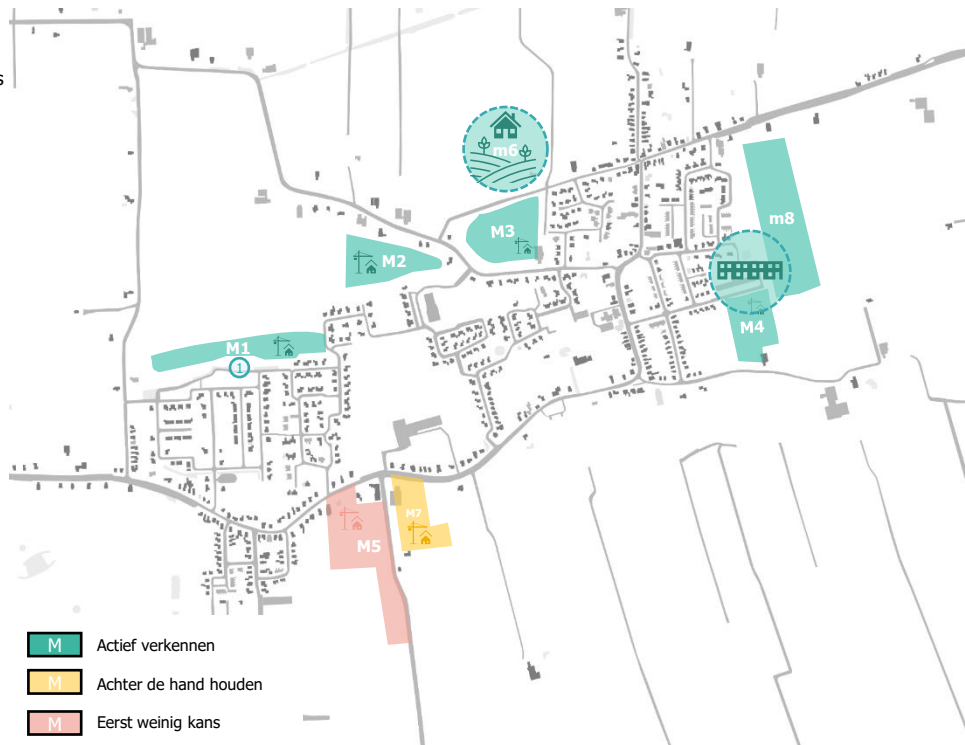 s
m6
M3
m8
M2
M4
M1
1
M7
M5
M Actief verkennen
M Achter de hand houden
M Eerst weinig kans